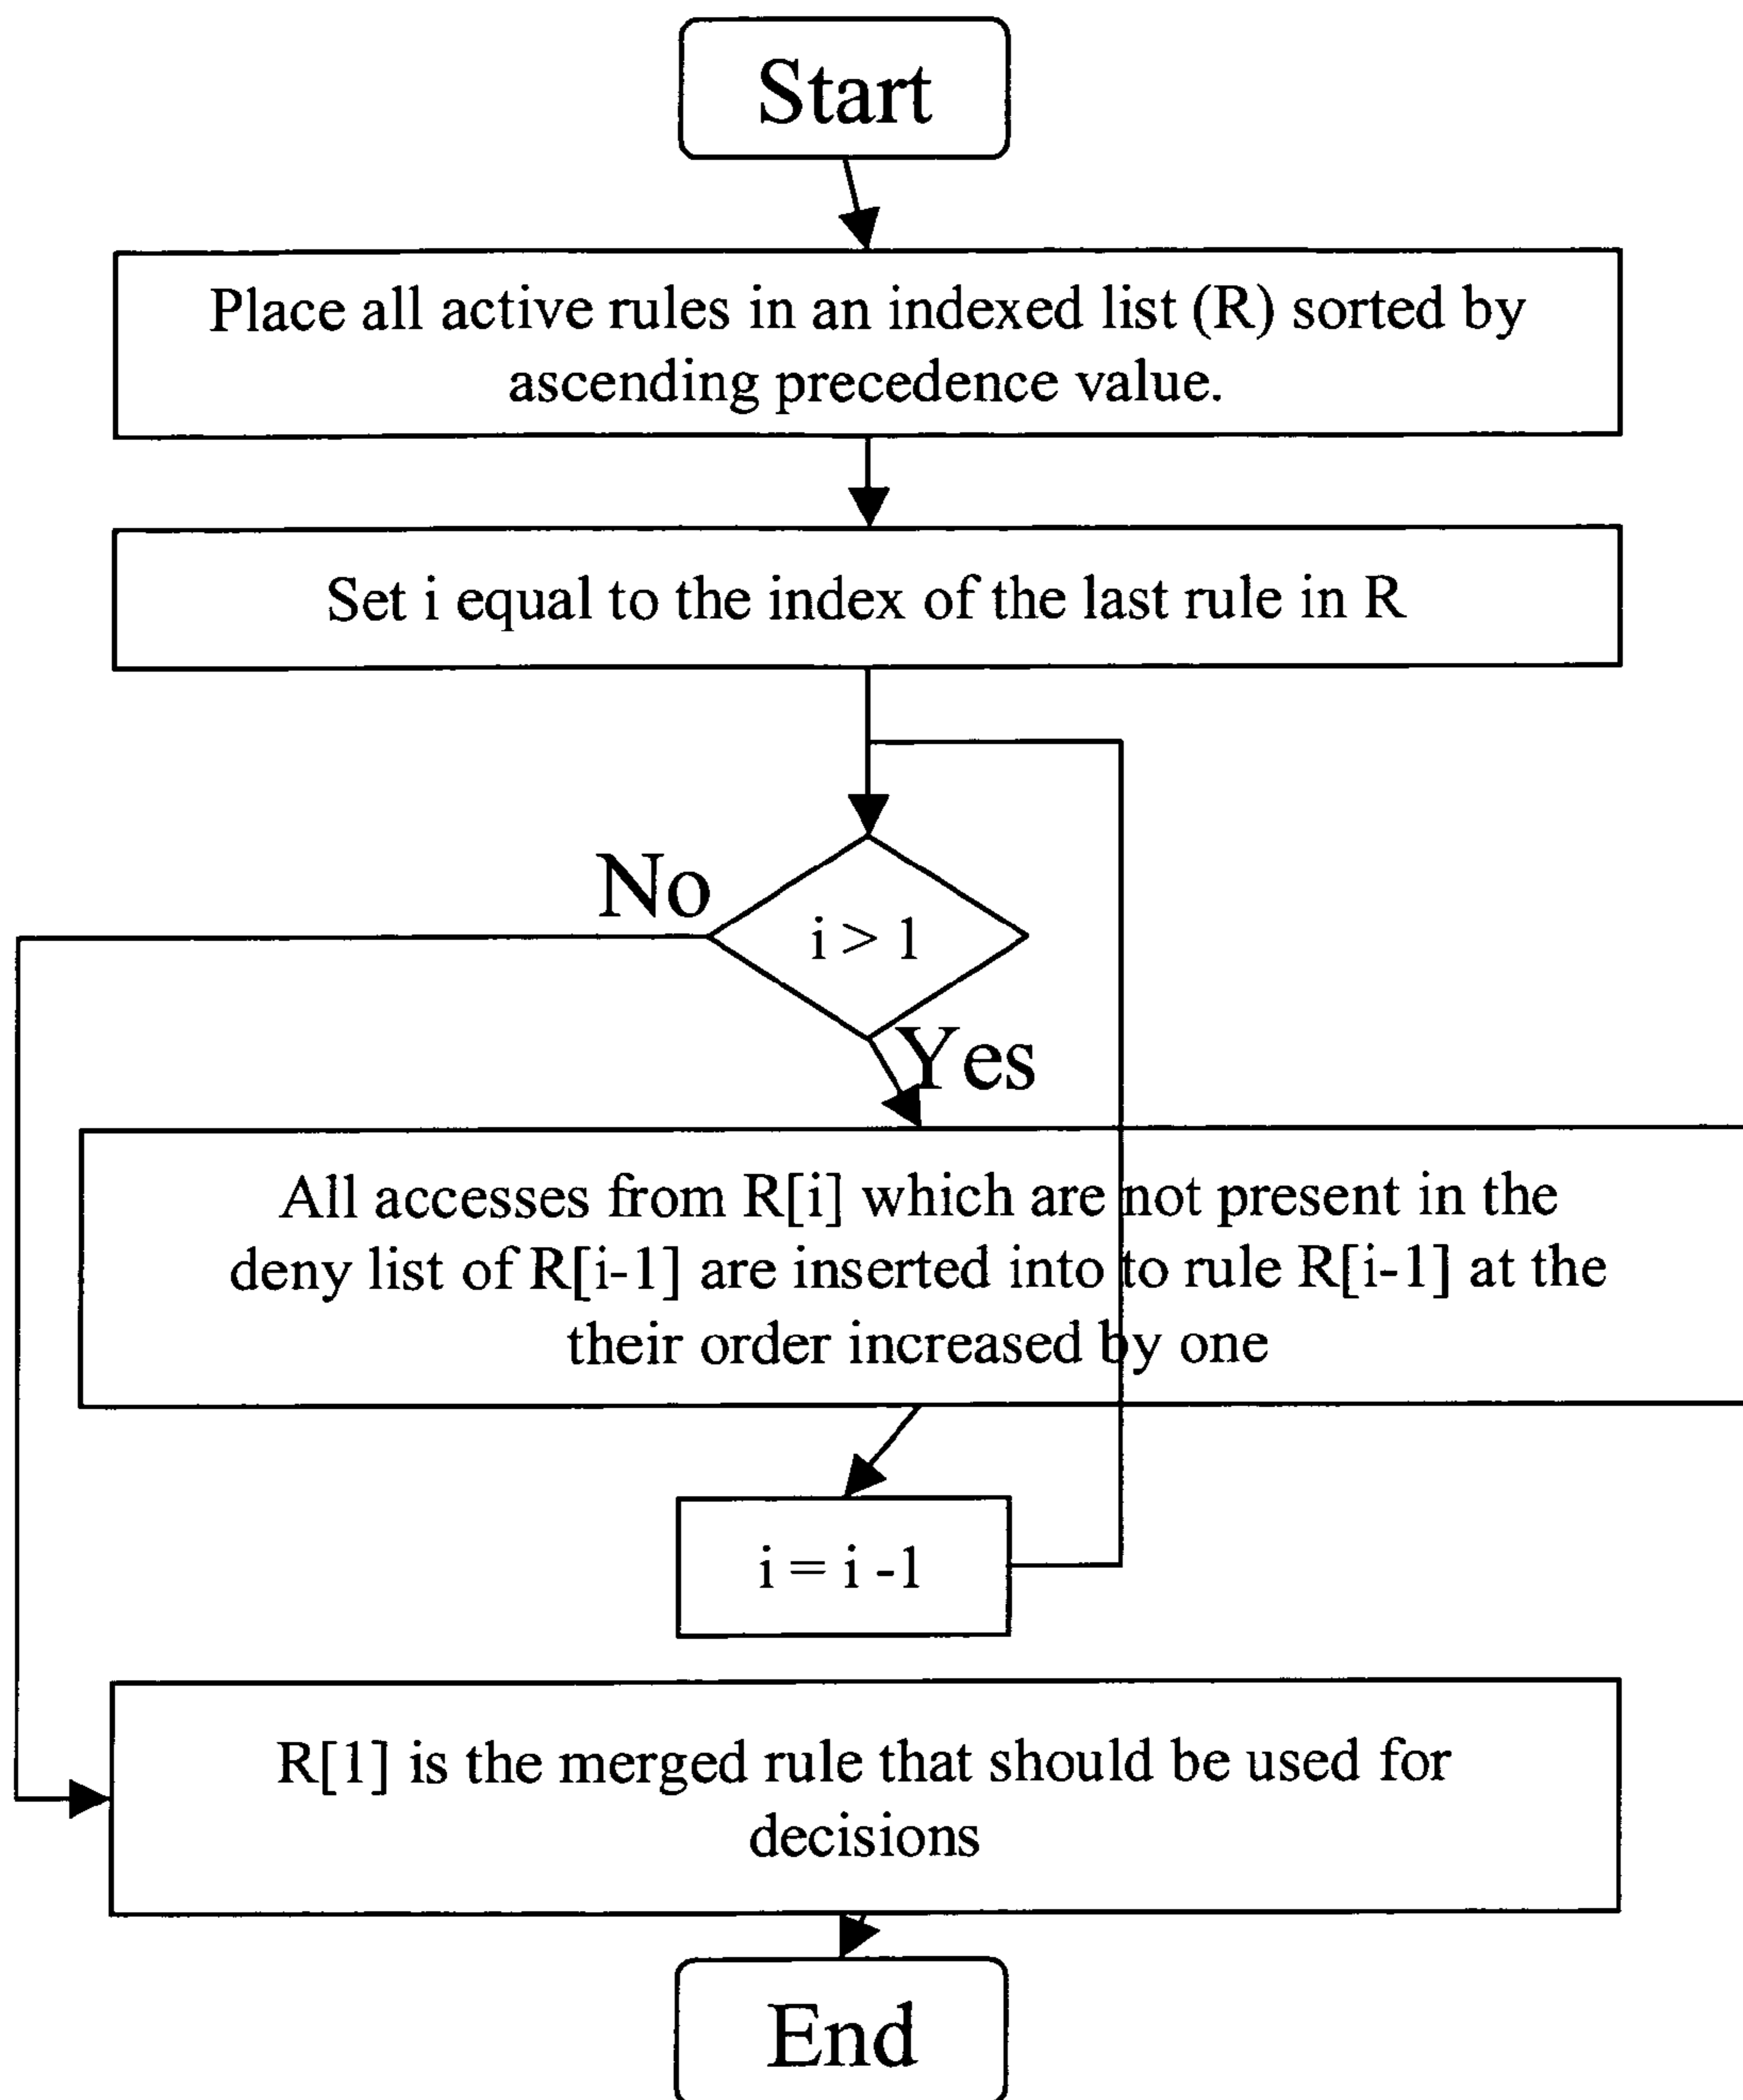 Start
Place all active rules in an indexed list (R) sorted by
ascending precedence value.
Set i equal to the index of the last rule in R
No
i > 1
Yes
All accesses from R[i] which are not present in the
deny list of R[i-1] are inserted into to rule R[i-1] at the
their order increased by one
i = i -1
R[1] is the merged rule that should be used for
decisions
End